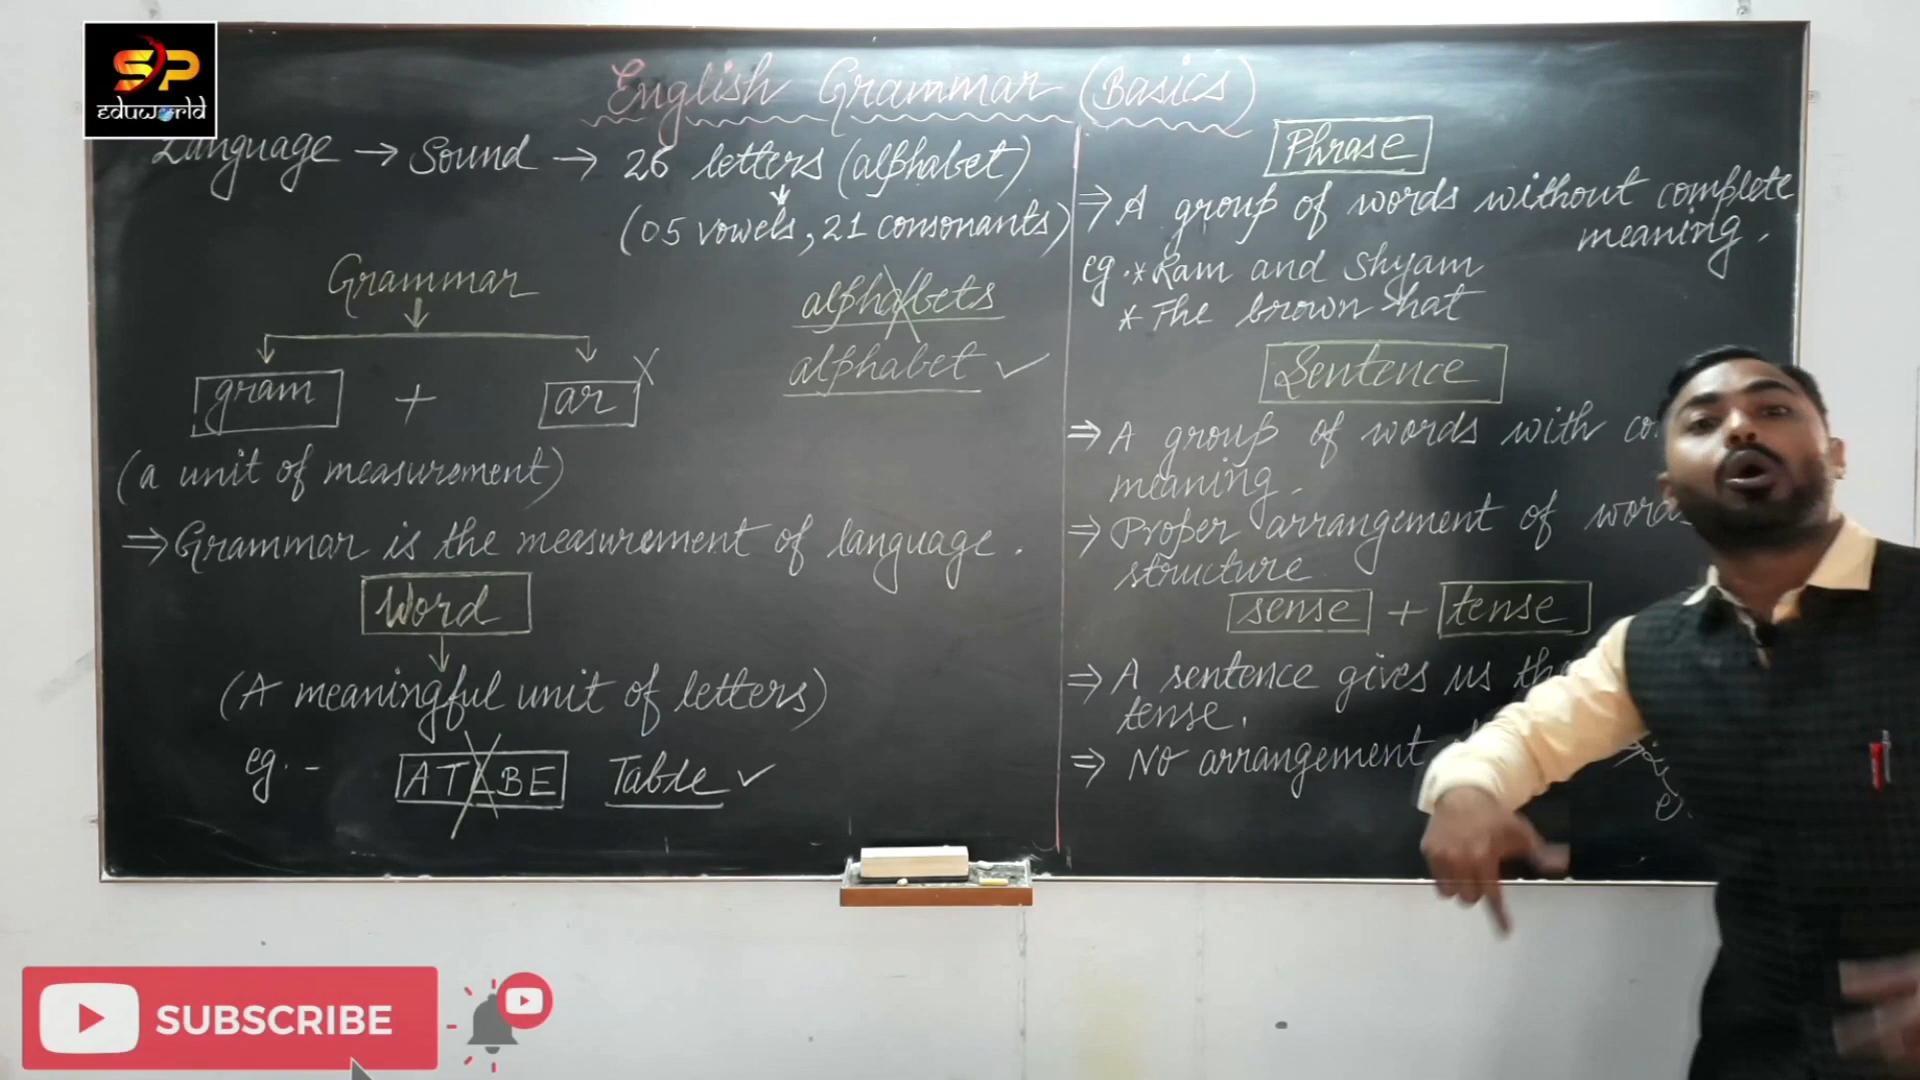 SP
eduworld
English Grammar (Basics)
Language → Sound → 26 letters (alphabet)
(05 vowels, 21 consonants)
Grammar
alphabets
alphabet ✓
gram + ar X
(a unit of measurement)
⇒ Grammar is the measurement of language.
Word
(A meaningful unit of letters)
eg. - ATLBE Table ✓
Phrase
⇒ A group of words without complete
meaning.
eg. * Ram and Shyam
* The brown hat
Sentence
⇒ A group of words with
meaning.
⇒ Proper arrangement of words
structure
sense + tense
⇒ A sentence gives us
tense.
⇒ No arrangement
SUBSCRIBE